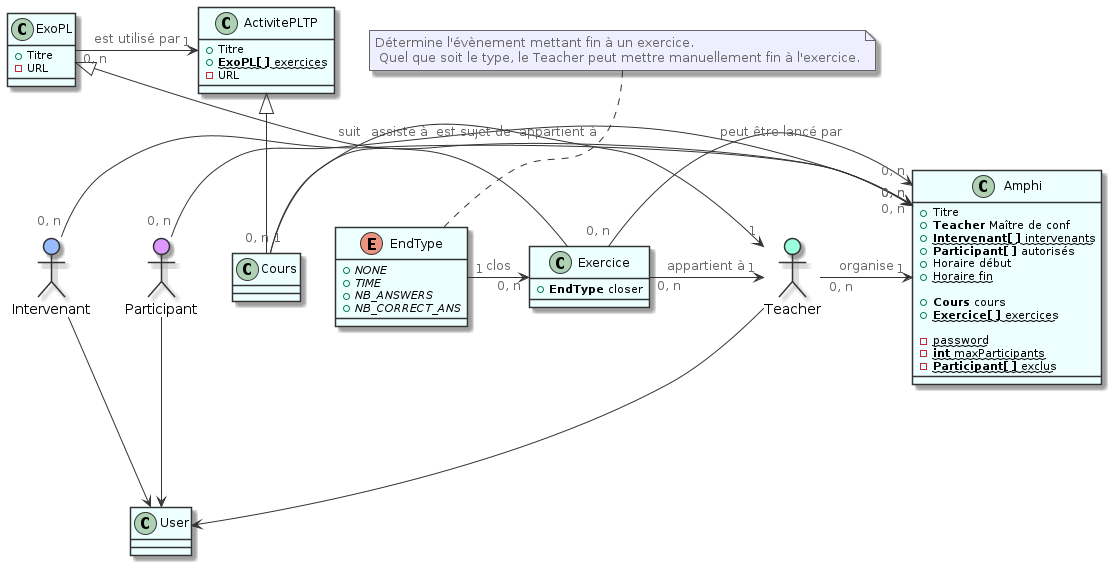 C ExoPL
Titre
URL
est utilisé par
1
0, n
C ActivitePLTP
Titre
ExoPL[ ] exercices
URL
Détermine l'évènement mettant fin à un exercice.
Quel que soit le type, le Teacher peut mettre manuellement fin à l'exercice.
suit
assiste à
est sujet de
appartient à
peut être lancé par
0, n
0, n
0, n
C Amphi
Titre
Teacher Maître de conf
Intervenant[ ] intervenants
Participant[ ] autorisés
Horaire début
Horaire fin
Cours cours
Exercice[ ] exercices
password
int maxParticipants
Participant[ ] exclus
0, n
Intervenant
0, n
Participant
0, n
1
C Cours
E EndType
NONE
TIME
NB_ANSWERS
NB_CORRECT_ANS
1
clos
0, n
0, n
C Exercice
EndType closer
appartient à
1
0, n
1
Teacher
organise
1
0, n
C User